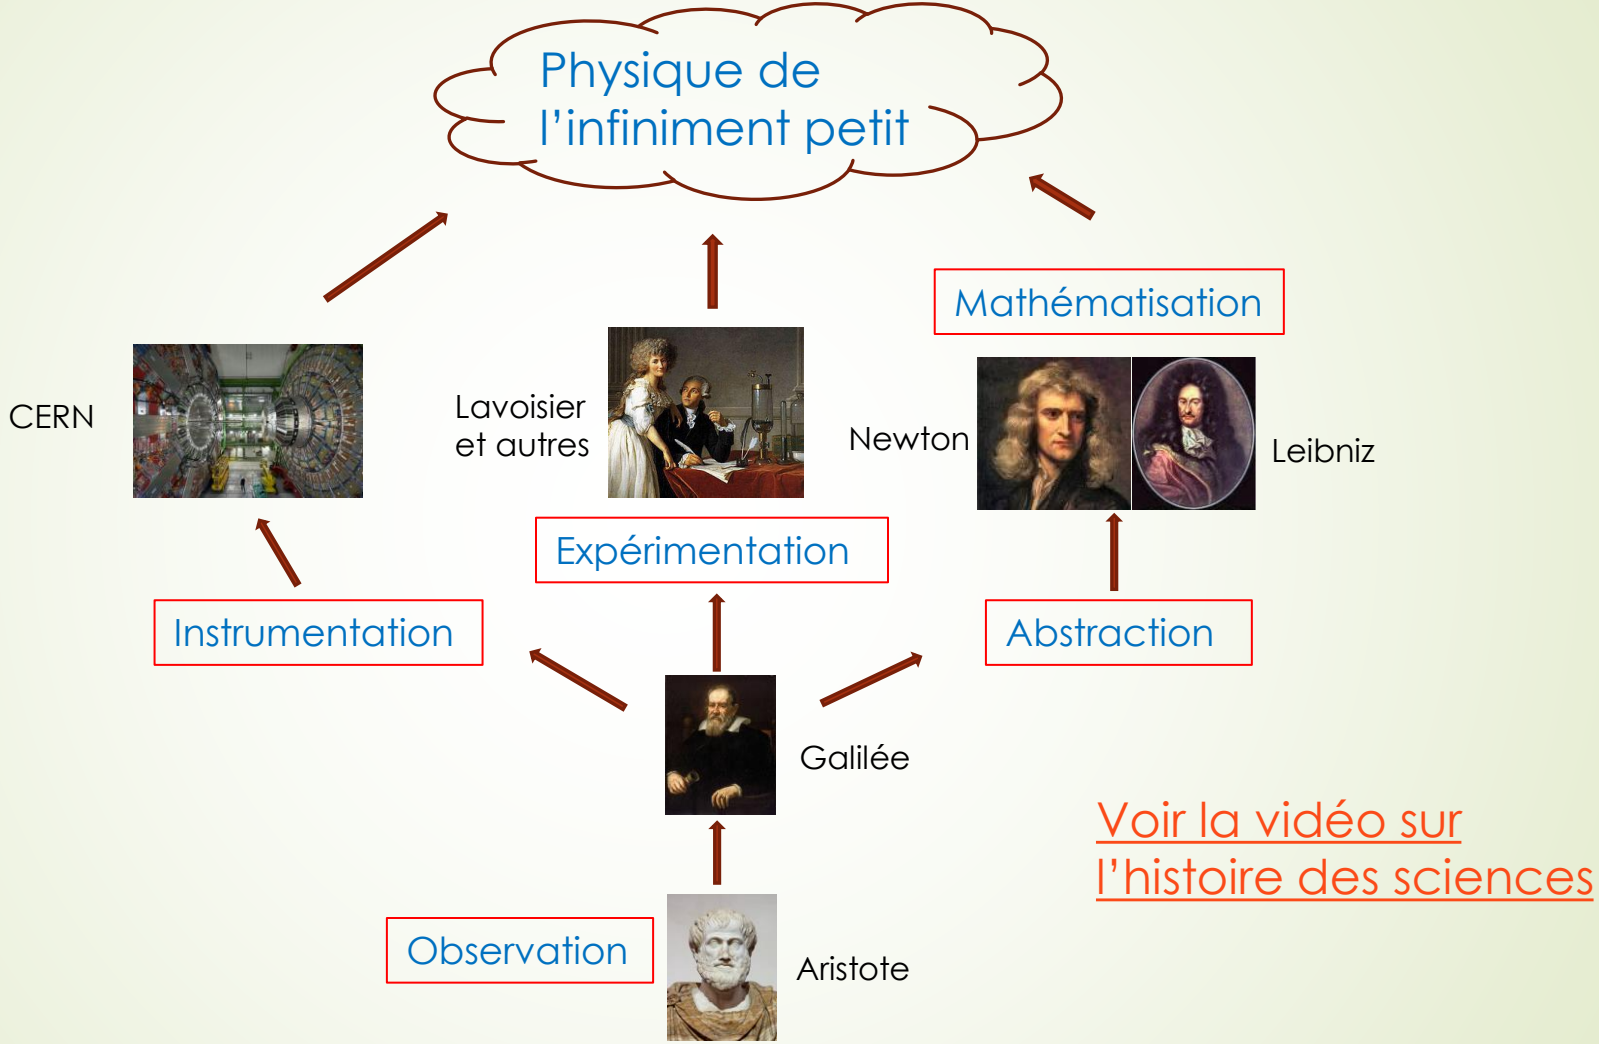 Physique de
l’infiniment petit
Mathématisation
CERN
Lavoisier
et autres
Newton
Leibniz
Expérimentation
Instrumentation
Abstraction
Galilée
Voir la vidéo sur
l’histoire des sciences
Observation
Aristote